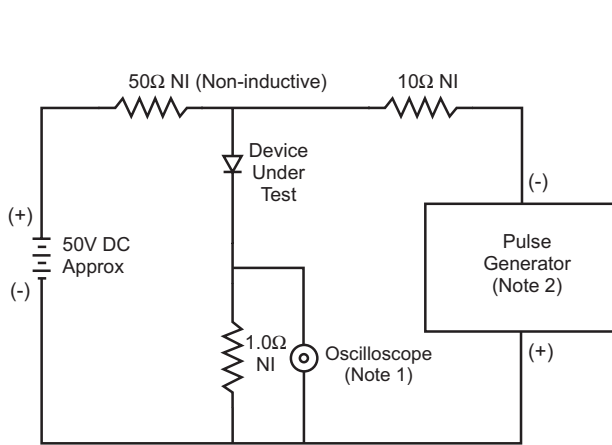 50Ω NI (Non-inductive)
10Ω NI
Device
Under
Test
(+)
50V DC
Approx
(-)
(-)
Pulse
Generator
(Note 2)
(+)
1.0Ω
NI
Oscilloscope
(Note 1)